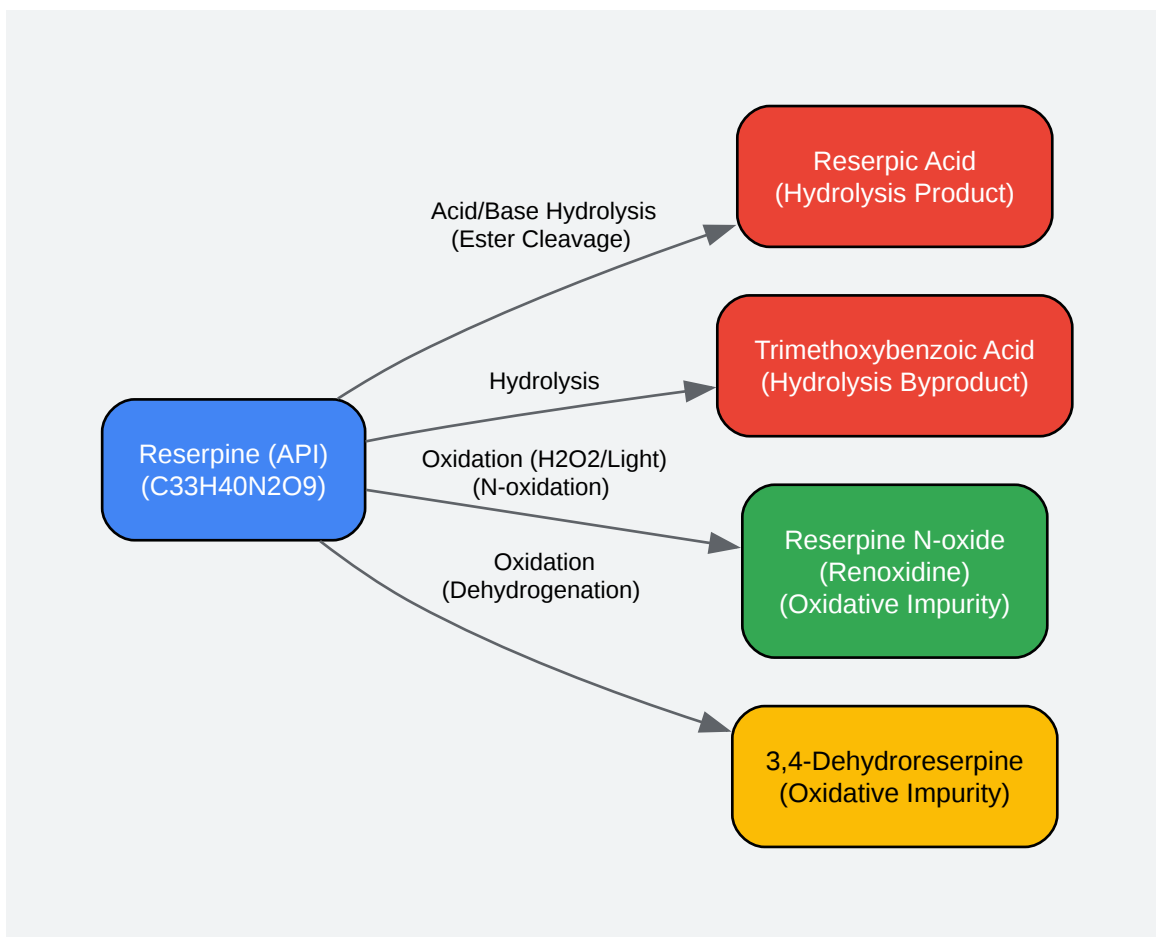 Reserpic Acid
(Hydrolysis Product)
Acid/Base Hydrolysis
(Ester Cleavage)
Trimethoxybenzoic Acid
(Hydrolysis Byproduct)
Hydrolysis
Reserpine (API)
(C33H40N2O9)
Oxidation (H2O2/Light)
(N-oxidation)
Reserpine N-oxide
(Renoxidine)
(Oxidative Impurity)
Oxidation
(Dehydrogenation)
3,4-Dehydroreserpine
(Oxidative Impurity)